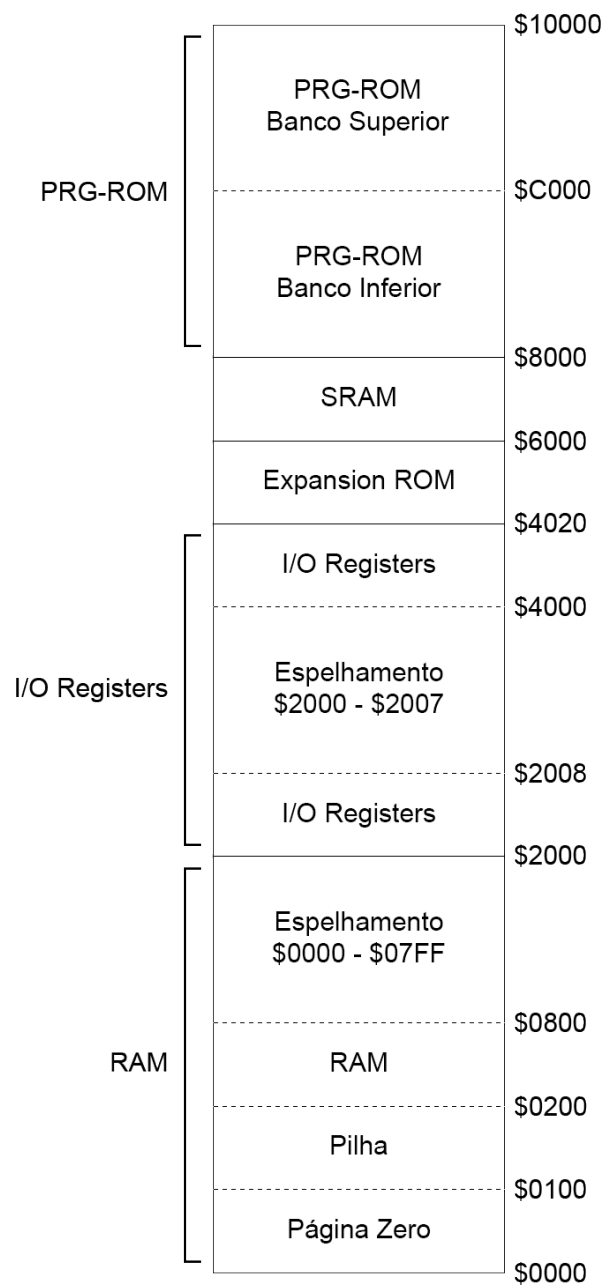 $10000
PRG-ROM
Banco Superior
PRG-ROM
$C000
PRG-ROM
Banco Inferior
$8000
SRAM
$6000
Expansion ROM
$4020
I/O Registers
$4000
Espelhamento
$2000 - $2007
I/O Registers
$2008
I/O Registers
$2000
Espelhamento
$0000 - $07FF
$0800
RAM
RAM
$0200
Pilha
$0100
Página Zero
$0000